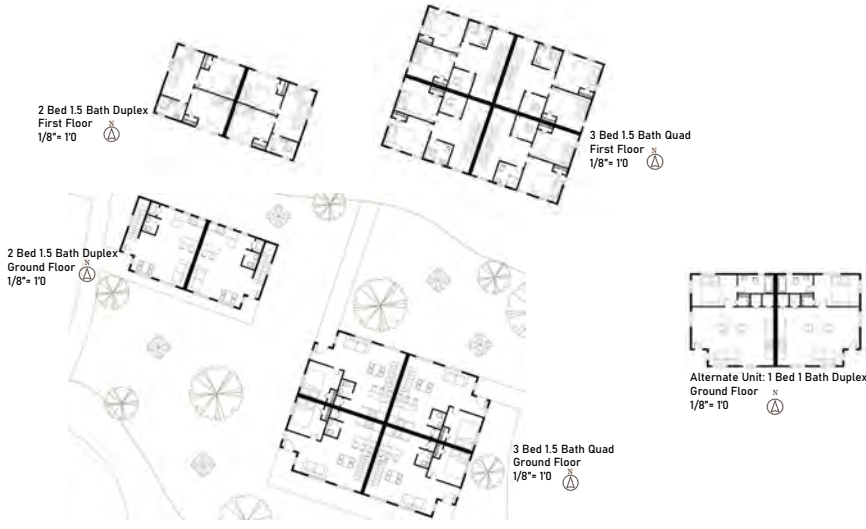 2 Bed 1.5 Bath Duplex
First Floor
1/8"= 1'0
N
3 Bed 1.5 Bath Quad
First Floor
1/8"= 1'0
N
2 Bed 1.5 Bath Duplex
Ground Floor
1/8"= 1'0
N
Alternate Unit: 1 Bed 1 Bath Duplex
Ground Floor
1/8"= 1'0
N
3 Bed 1.5 Bath Quad
Ground Floor
1/8"= 1'0
N